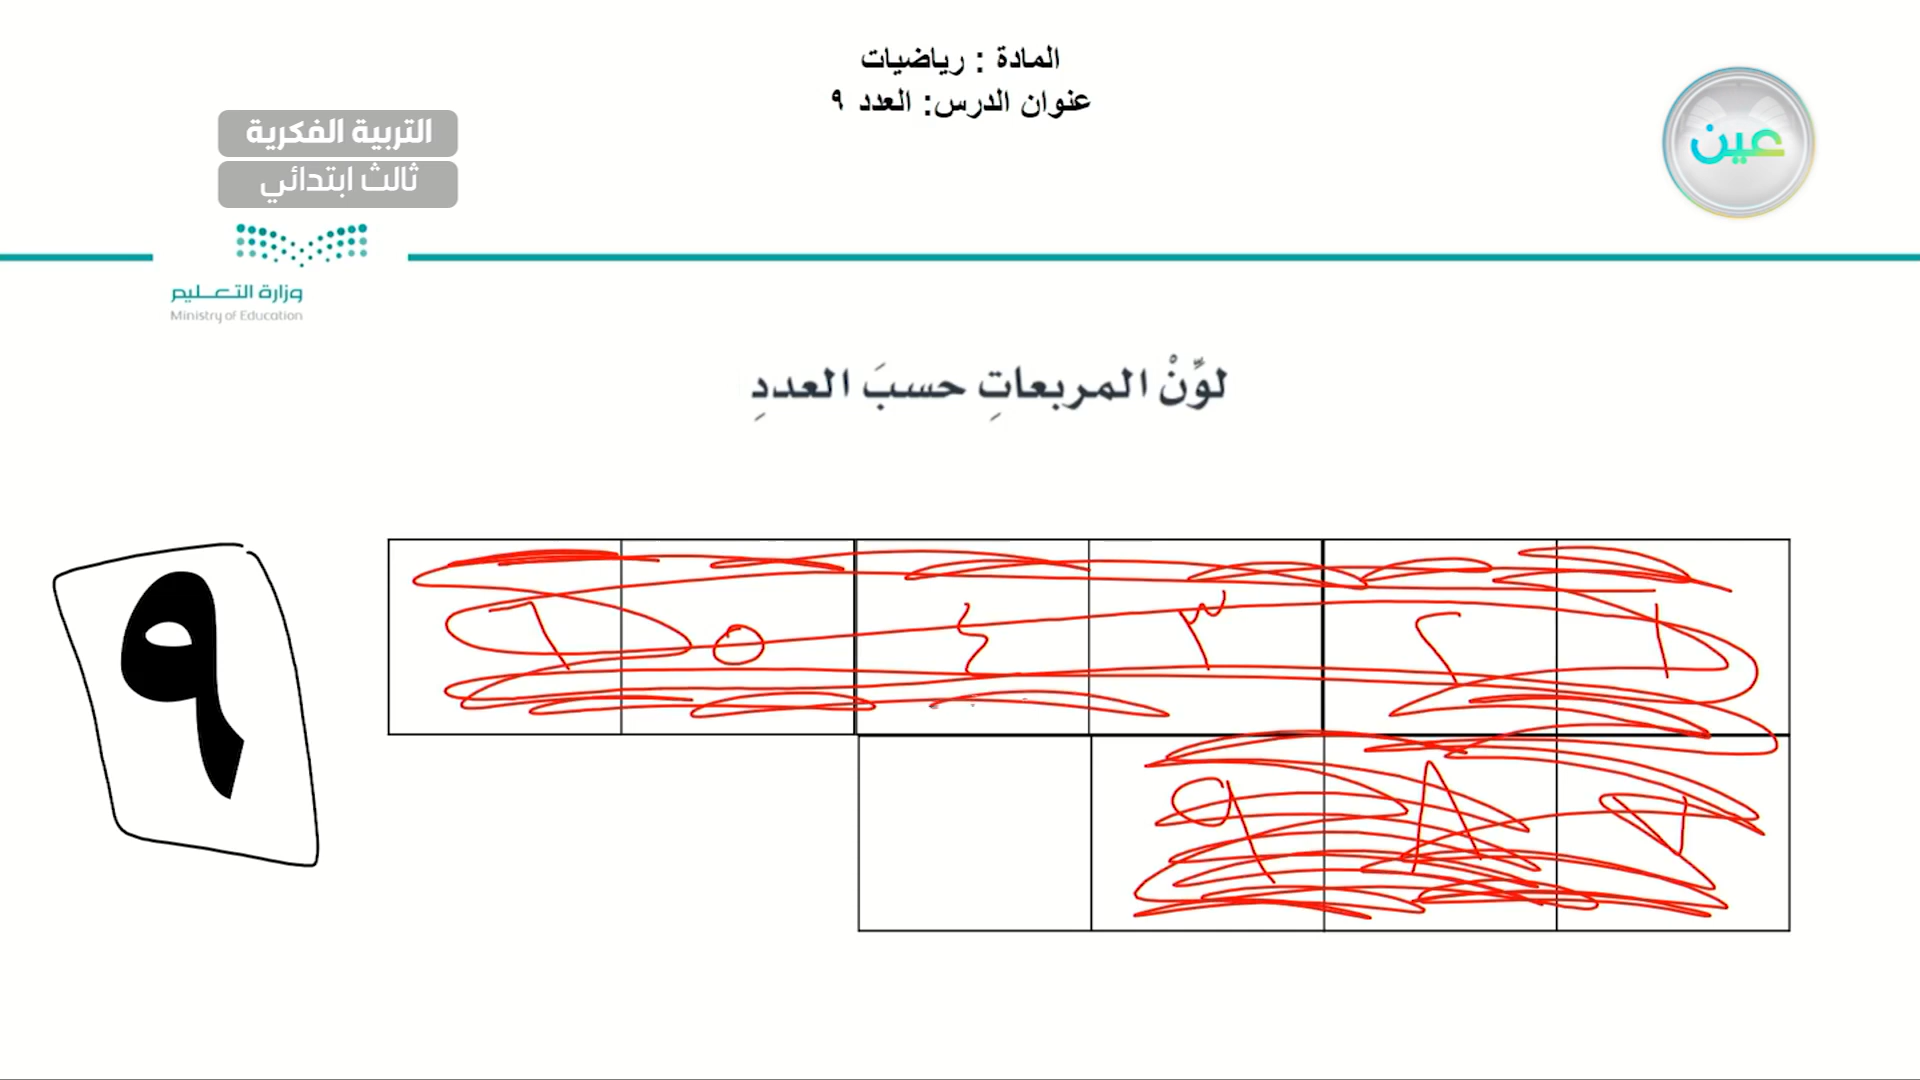 المادة : رياضيات
عنوان الدرس: العدد ٩
التربية الفكرية
ثالث ابتدائي
عين
وزارة التعليم
Ministry of Education
لوِّنْ المربعاتِ حسبَ العددِ
٩
١ ٢ ٣ ٤ ٥ ٦
٧ ٨ ٩